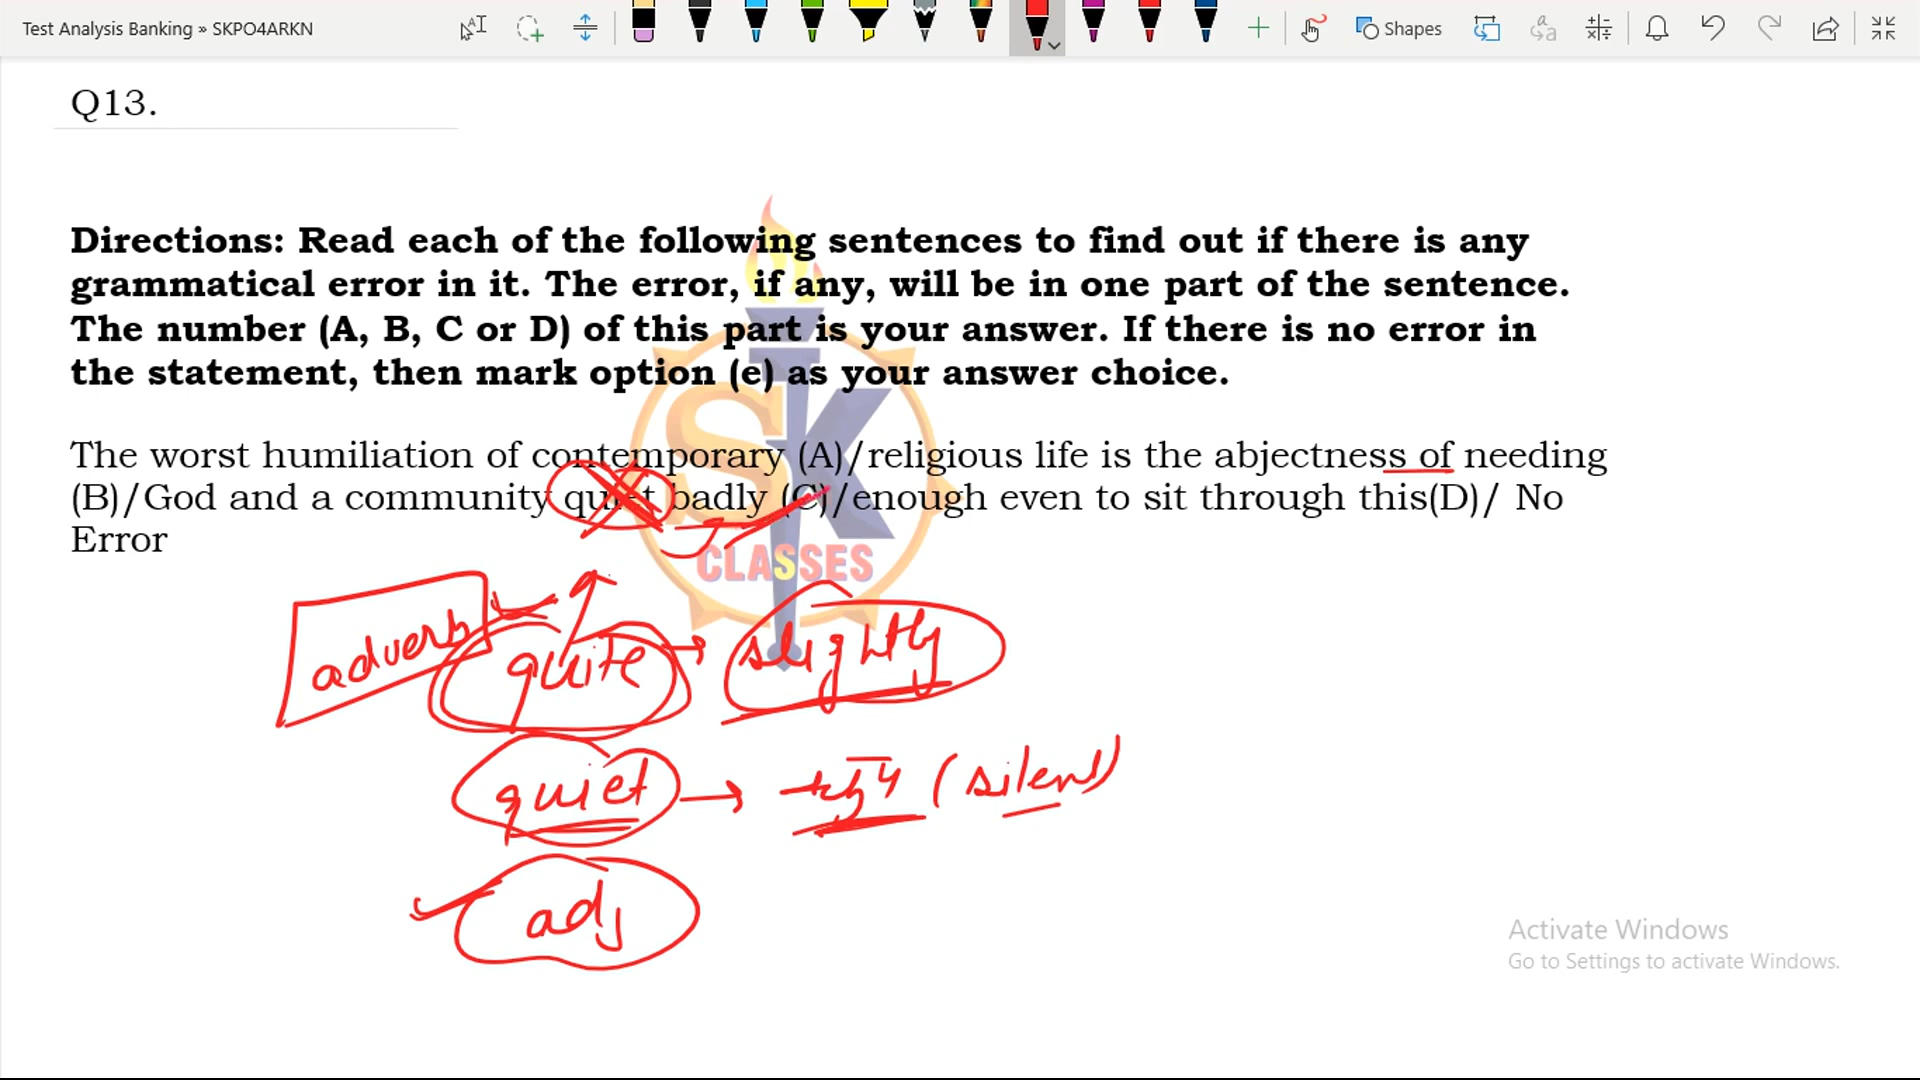 Test Analysis Banking » SKPO4ARKN
Shapes
Q13.
Directions: Read each of the following sentences to find out if there is any
grammatical error in it. The error, if any, will be in one part of the sentence.
The number (A, B, C or D) of this part is your answer. If there is no error in
the statement, then mark option (e) as your answer choice.
The worst humiliation of contemporary (A)/religious life is the abjectness of needing
(B)/God and a community quiet badly (C)/enough even to sit through this(D)/ No
Error
SK
CLASSES
adverb quite → slightly
quiet → (silent)
adj
Activate Windows
Go to Settings to activate Windows.